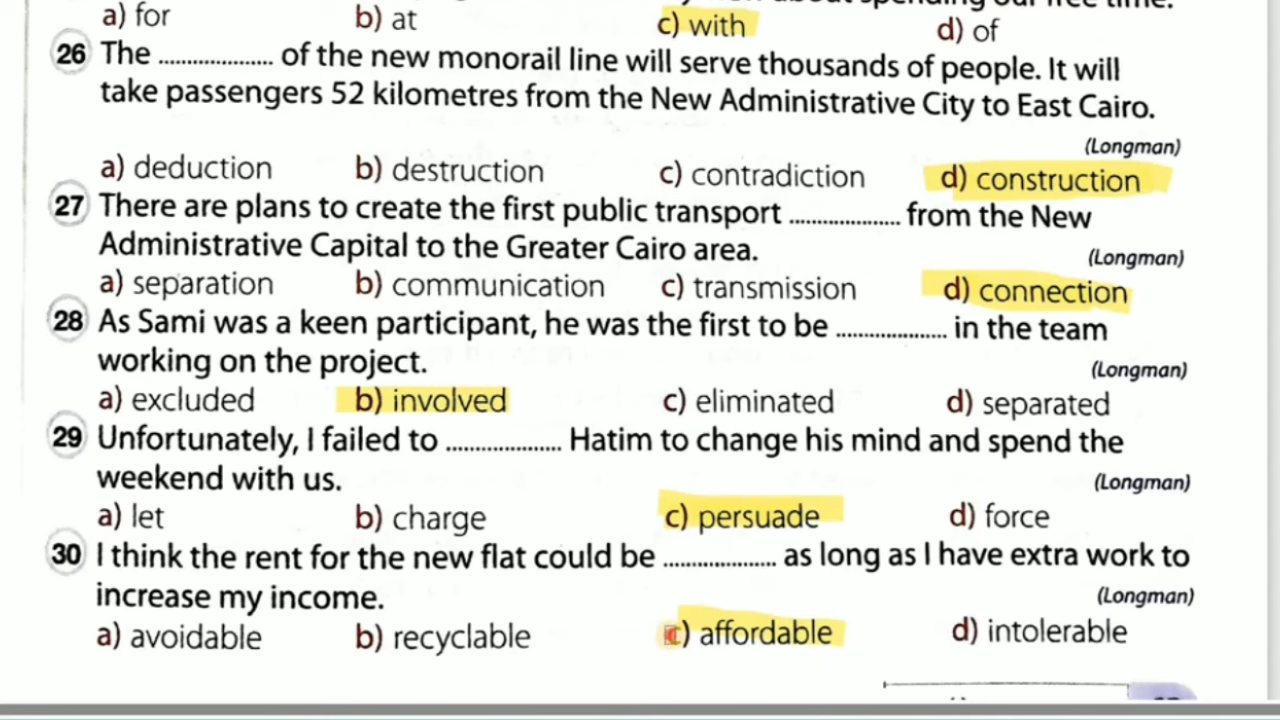 about spending our free time.
a) for b) at c) with d) of
26 The .................... of the new monorail line will serve thousands of people. It will
take passengers 52 kilometres from the New Administrative City to East Cairo.
(Longman)
a) deduction b) destruction c) contradiction d) construction
27 There are plans to create the first public transport .................... from the New
Administrative Capital to the Greater Cairo area.
(Longman)
a) separation b) communication c) transmission d) connection
28 As Sami was a keen participant, he was the first to be .................... in the team
working on the project.
(Longman)
a) excluded b) involved c) eliminated d) separated
29 Unfortunately, I failed to .................... Hatim to change his mind and spend the
weekend with us.
(Longman)
a) let b) charge c) persuade d) force
30 I think the rent for the new flat could be .................... as long as I have extra work to
increase my income.
(Longman)
a) avoidable b) recyclable c) affordable d) intolerable